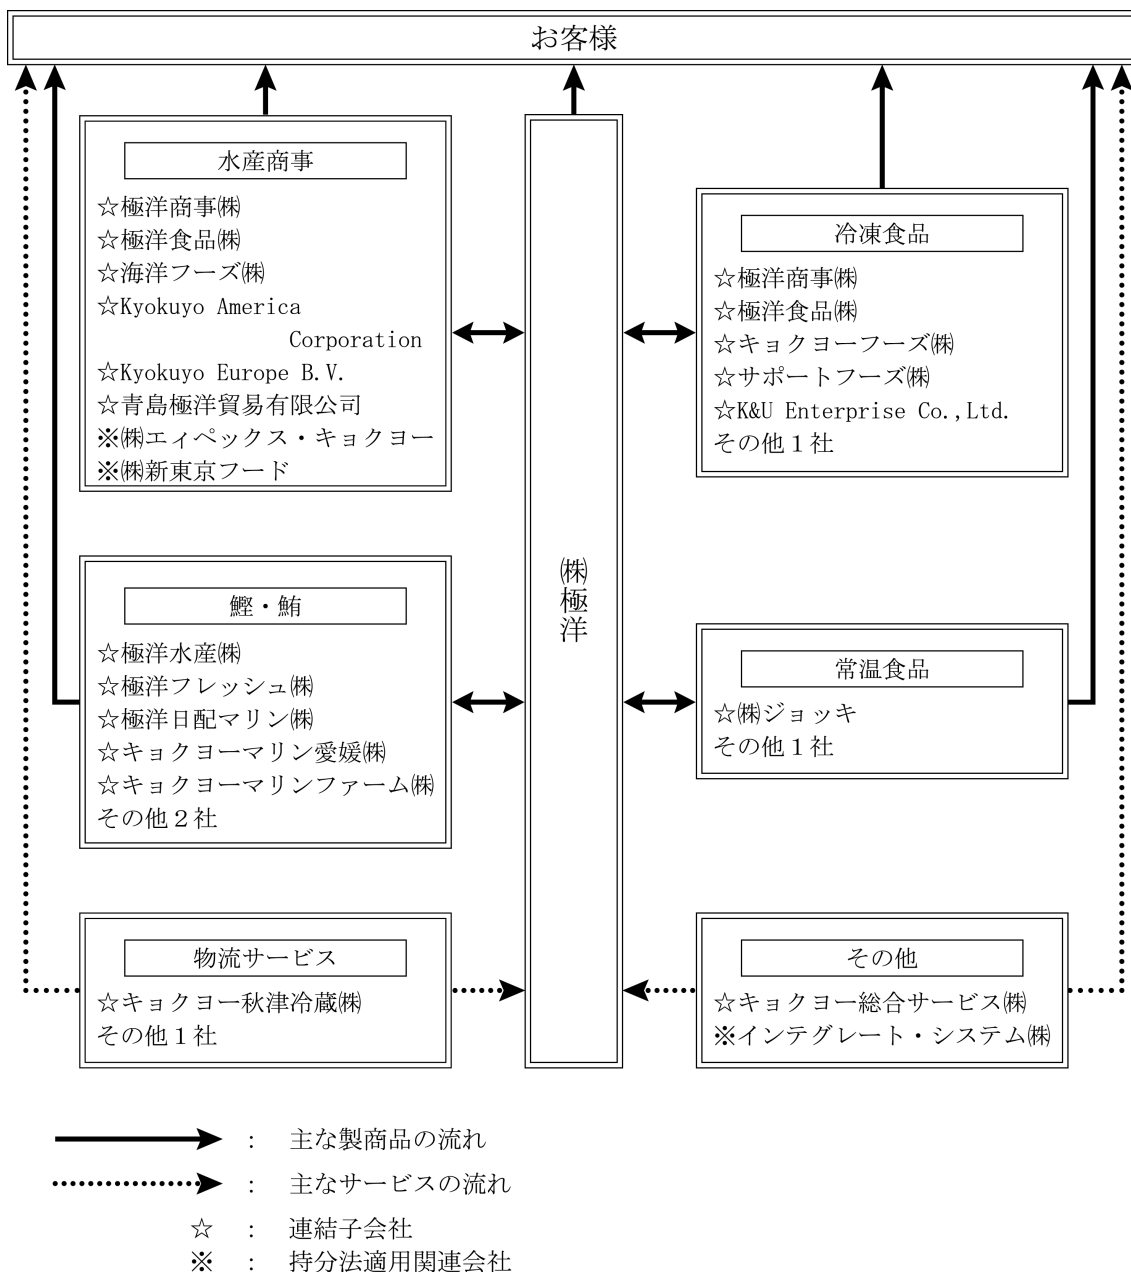 お客様
水産商事
☆極洋商事㈱
☆極洋食品㈱
☆海洋フーズ㈱
☆Kyokuyo America
Corporation
☆Kyokuyo Europe B.V.
☆青島極洋貿易有限公司
※㈱エィペックス・キョクヨー
※㈱新東京フード
鰹・鮪
☆極洋水産㈱
☆極洋フレッシュ㈱
☆極洋日配マリン㈱
☆キョクヨーマリン愛媛㈱
☆キョクヨーマリンファーム㈱
その他２社
物流サービス
☆キョクヨー秋津冷蔵㈱
その他１社
㈱極洋
冷凍食品
☆極洋商事㈱
☆極洋食品㈱
☆キョクヨーフーズ㈱
☆サポートフーズ㈱
☆K&U Enterprise Co.,Ltd.
その他１社
常温食品
☆㈱ジョッキ
その他１社
その他
☆キョクヨー総合サービス㈱
※インテグレート・システム㈱
： 主な製商品の流れ
： 主なサービスの流れ
☆ ： 連結子会社
※ ： 持分法適用関連会社